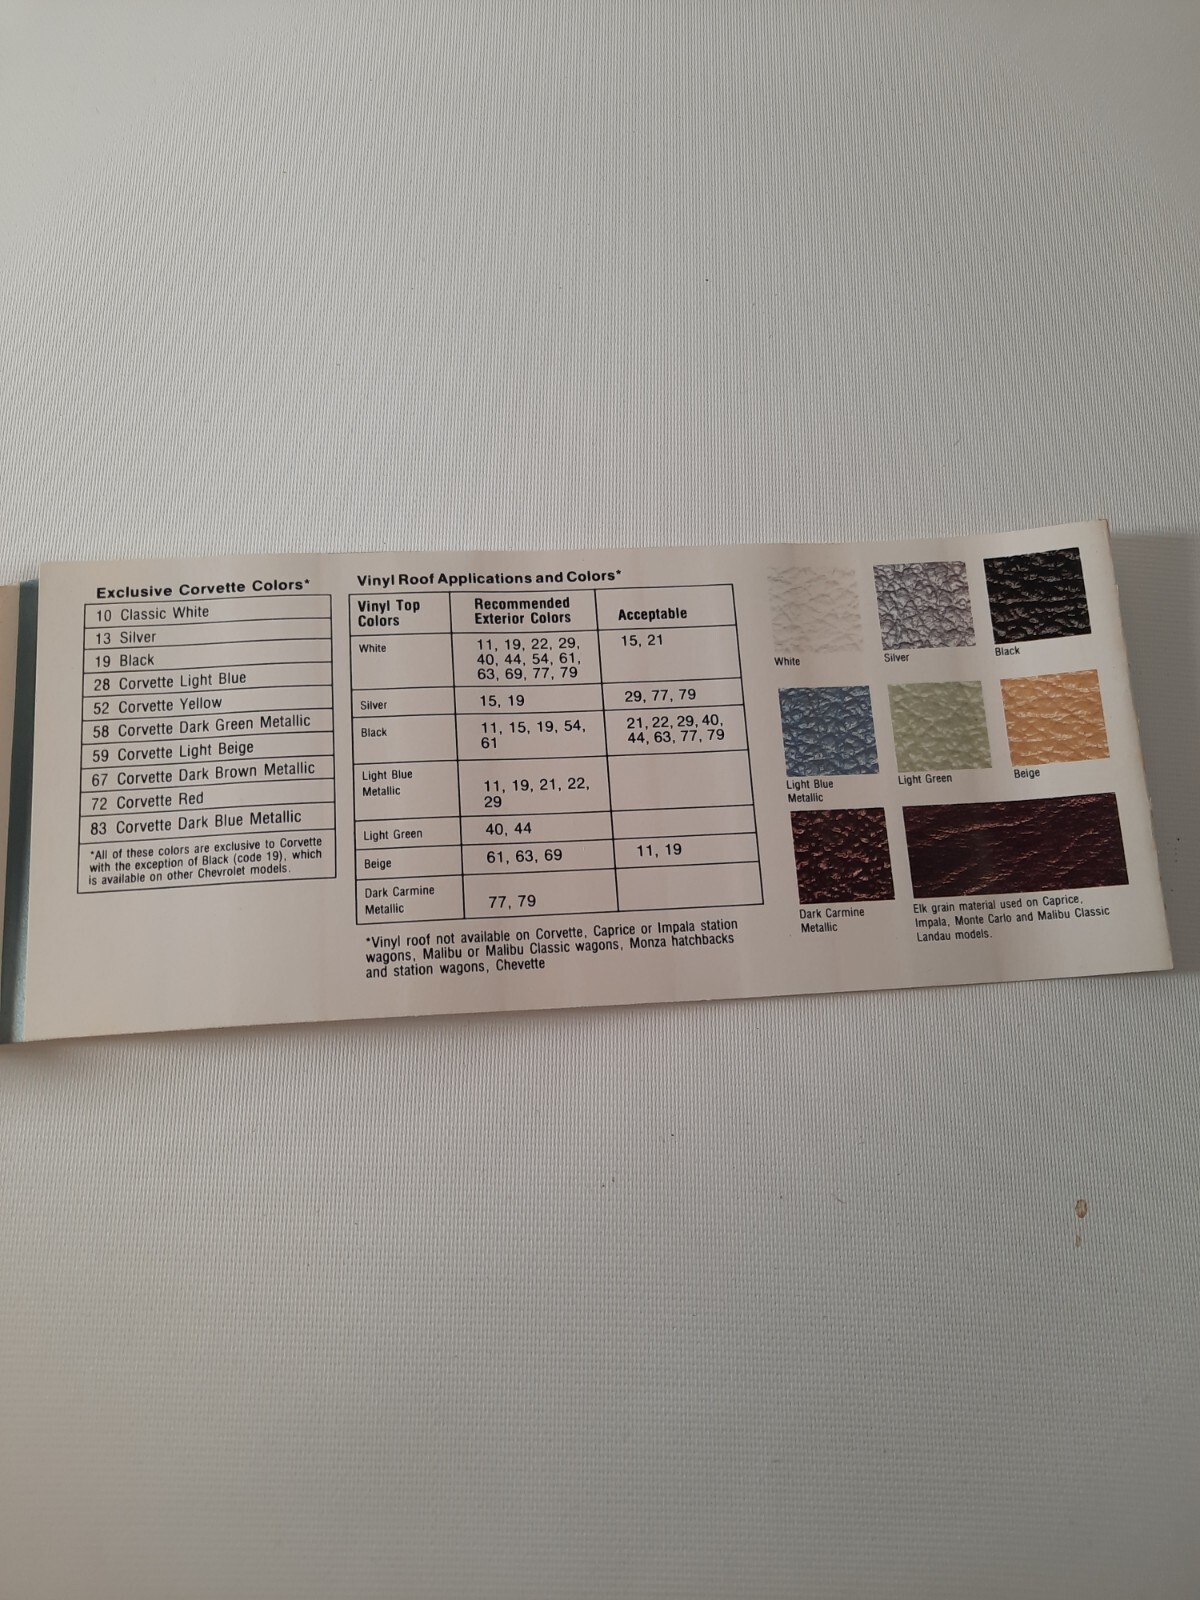 Exclusive Corvette Colors*
10 Classic White
13 Silver
19 Black
28 Corvette Light Blue
52 Corvette Yellow
58 Corvette Dark Green Metallic
59 Corvette Light Beige
67 Corvette Dark Brown Metallic
72 Corvette Red
83 Corvette Dark Blue Metallic
*All of these colors are exclusive to Corvette
with the exception of Black (code 19), which
is available on other Chevrolet models.
Vinyl Roof Applications and Colors*
Vinyl Top
Colors
Recommended
Exterior Colors
Acceptable
White
11, 19, 22, 29,
40, 44, 54, 61,
63, 69, 77, 79
15, 21
Silver
15, 19
29, 77, 79
Black
11, 15, 19, 54,
61
21, 22, 29, 40,
44, 63, 77, 79
Light Blue
Metallic
11, 19, 21, 22,
29
Light Green
40, 44
Beige
61, 63, 69
11, 19
Dark Carmine
Metallic
77, 79
*Vinyl roof not available on Corvette, Caprice or Impala station
wagons, Malibu or Malibu Classic wagons, Monza hatchbacks
and station wagons, Chevette
White
Silver
Black
Light Blue
Metallic
Light Green
Beige
Dark Carmine
Metallic
Elk grain material used on Caprice,
Impala, Monte Carlo and Malibu Classic
Landau models.